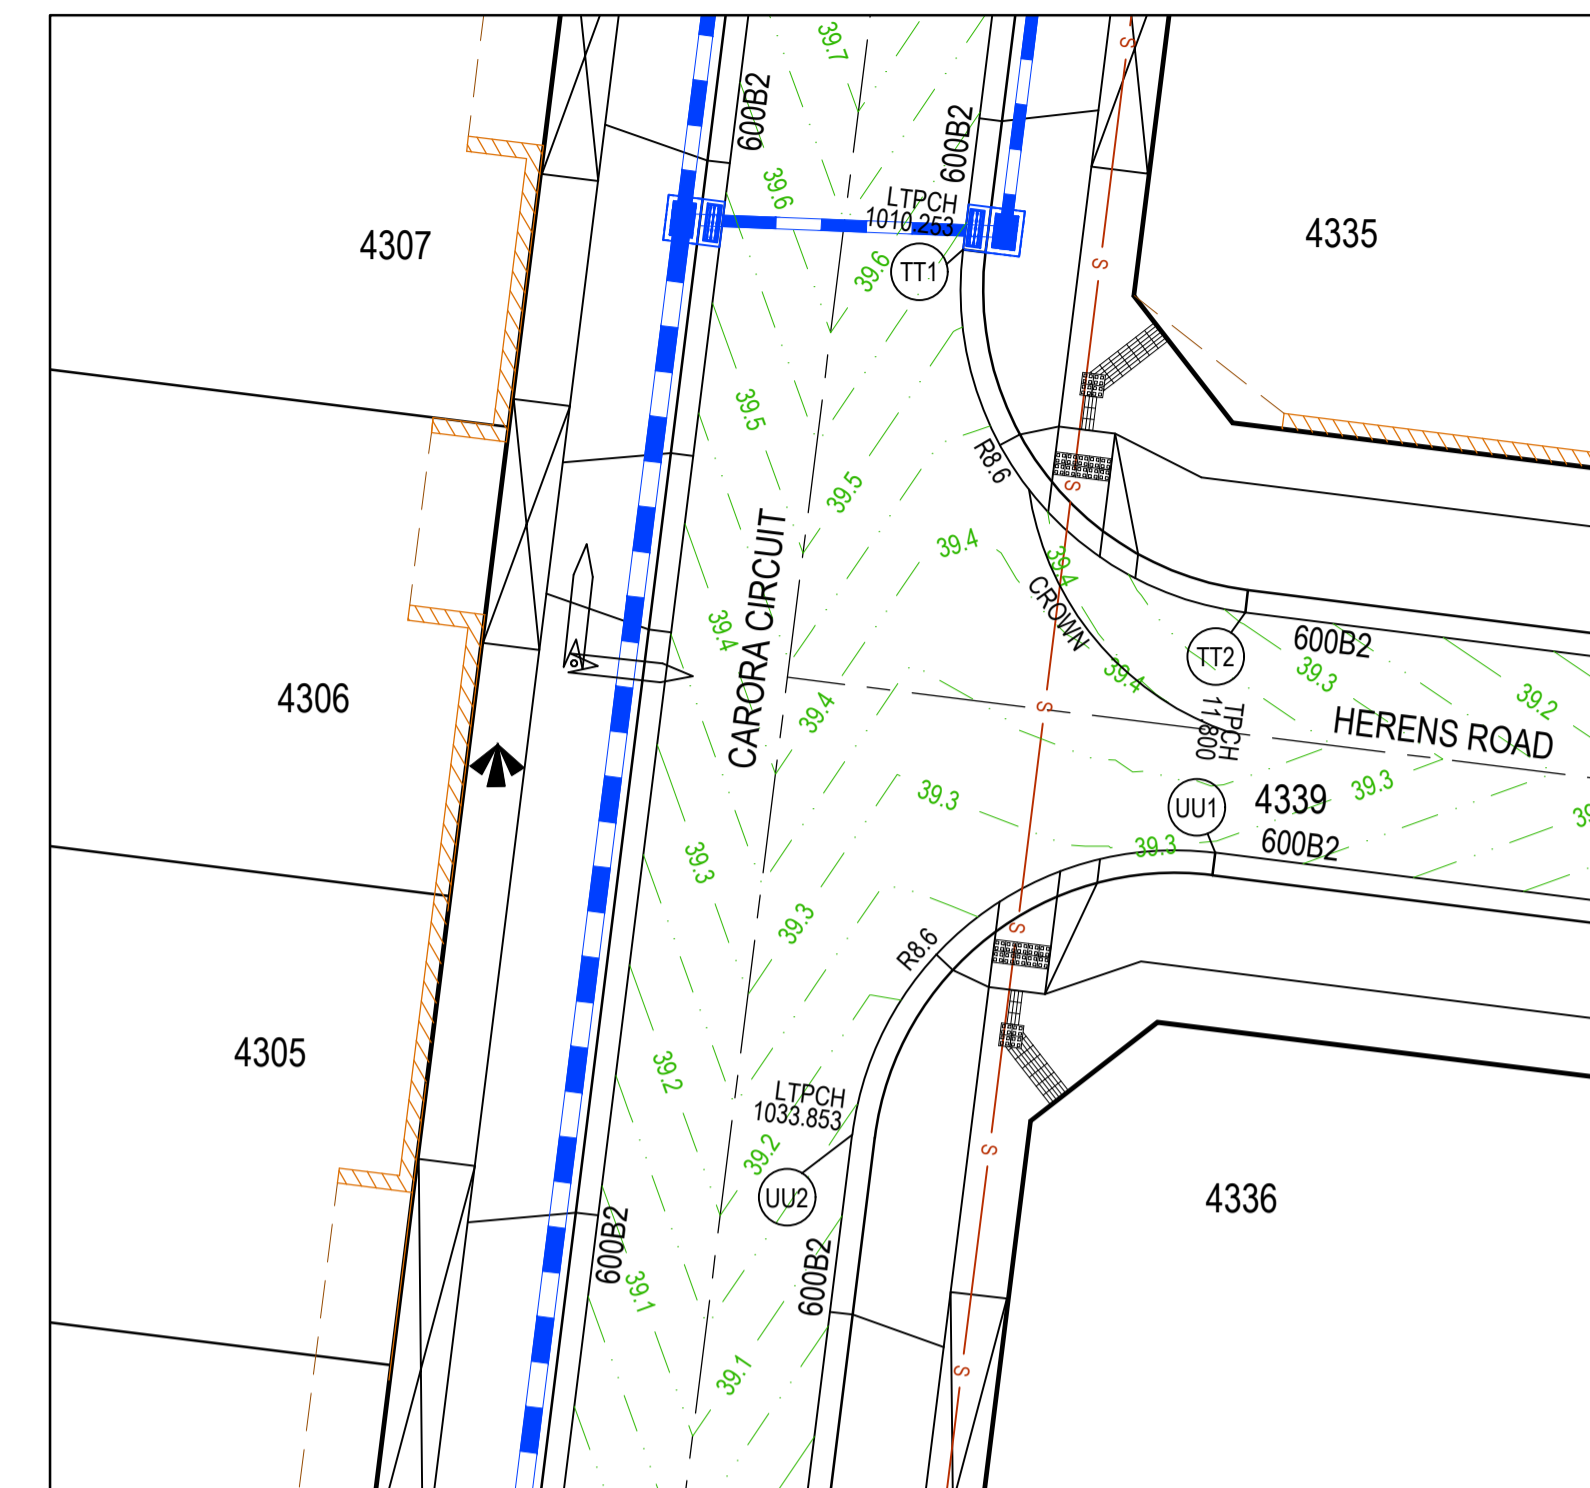 39.7
600B2
600B2
S
39.6
LTPCH
1010.253
4307
4335
39.6
TT1
S
39.5
39.5
R8.6
S
39.4
39.4
CARORA CIRCUIT
CROWN
39.4
600B2
TT2
39.3
39.4
39.2
4306
39.4
S
TPCH
11.800
HERENS ROAD
39.3
39.3
4339
UU1
600B2
39.3
39.3
39.3
R8.6
S
4305
39.2
LTPCH
1033.853
39.2
S
UU2
4336
600B2
600B2
39.1
39.1
S